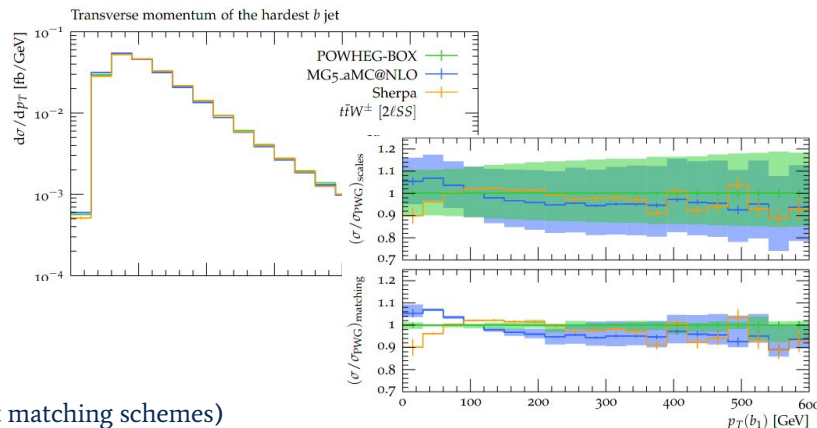 Transverse momentum of the hardest b jet
dσ/dp_T [fb/GeV]
10⁻¹
10⁻²
10⁻³
10⁻⁴
POWHEG-BOX
MG5_aMC@NLO
Sherpa
tt̄W± [2ℓSS]
(σ/σ_PWG)_scales
1.2
1.1
1
0.9
0.8
0.7
(σ/σ_PWG)_matching
1.2
1.1
1
0.9
0.8
0.7
0 100 200 300 400 500 600
p_T(b₁) [GeV]
matching schemes)